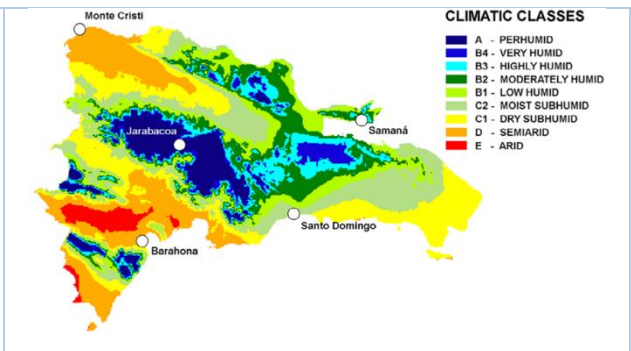 Monte Cristi
CLIMATIC CLASSES
A - PERHUMID
B4 - VERY HUMID
B3 - HIGHLY HUMID
B2 - MODERATELY HUMID
B1 - LOW HUMID
C2 - MOIST SUBHUMID
C1 - DRY SUBHUMID
D - SEMIARID
E - ARID
Jarabacoa
Samaná
Santo Domingo
Barahona